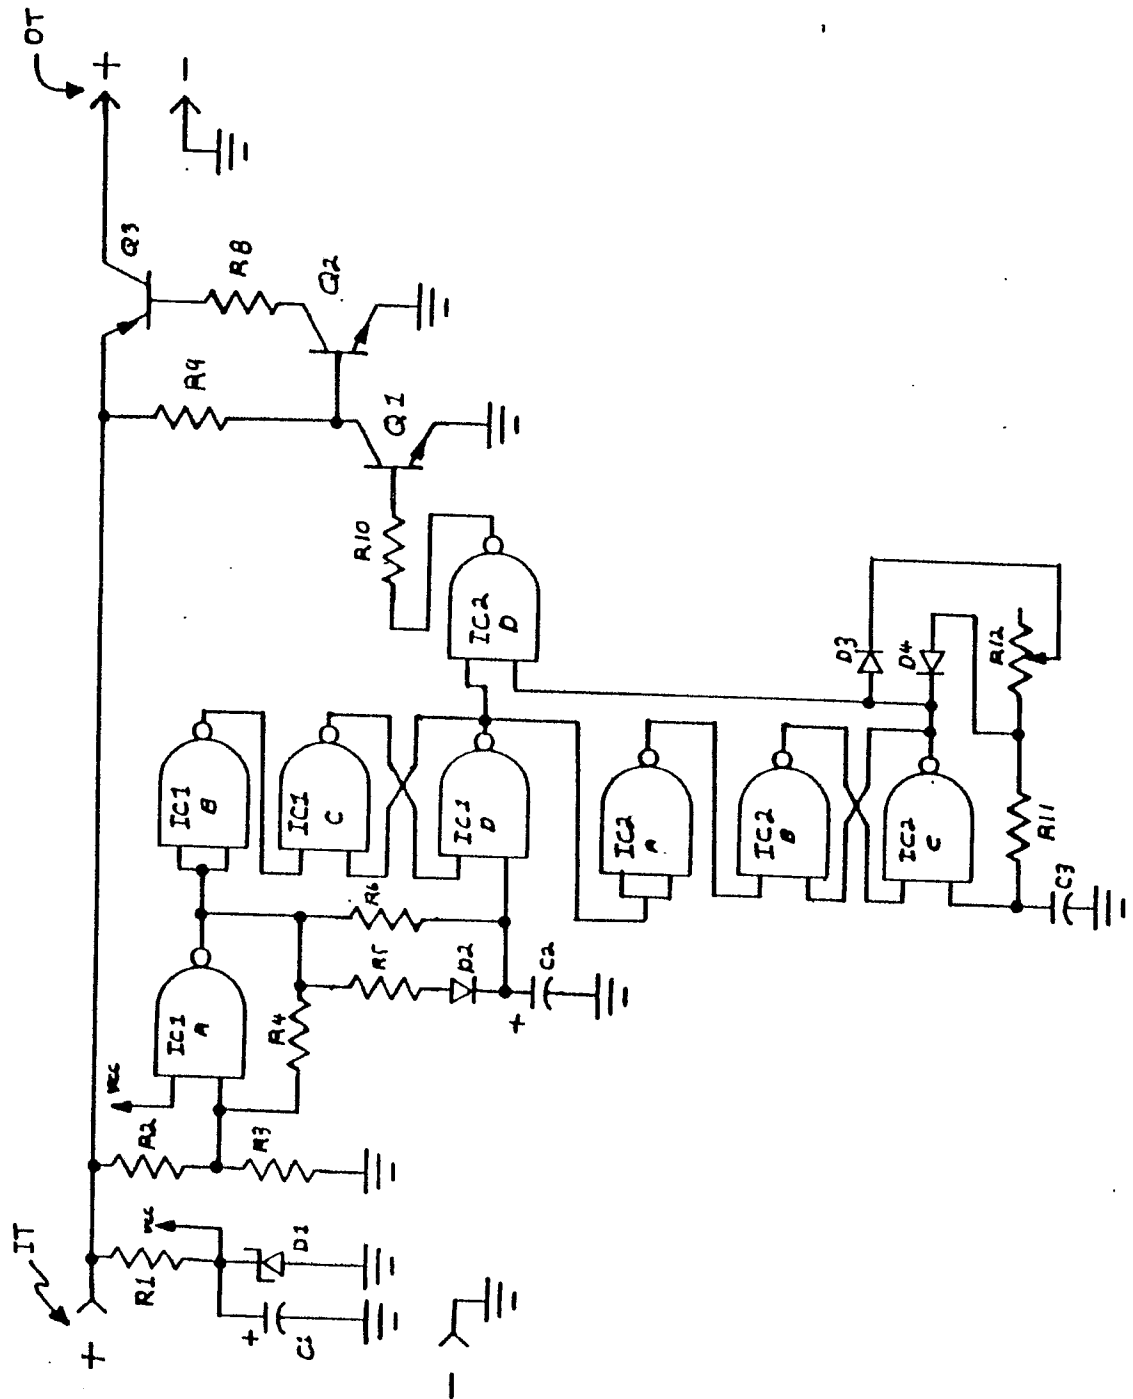 OT
+
-
Q3
R8
Q2
R9
Q1
R10
IC2
D
D3
D4
R12
IC1
B
IC1
C
IC1
D
IC2
A
IC2
B
IC2
C
R11
C3
R6
R5
D2
+
C2
IC1
A
R4
VCC
R2
R3
IT
+
R1
VCC
D1
+
C1
-